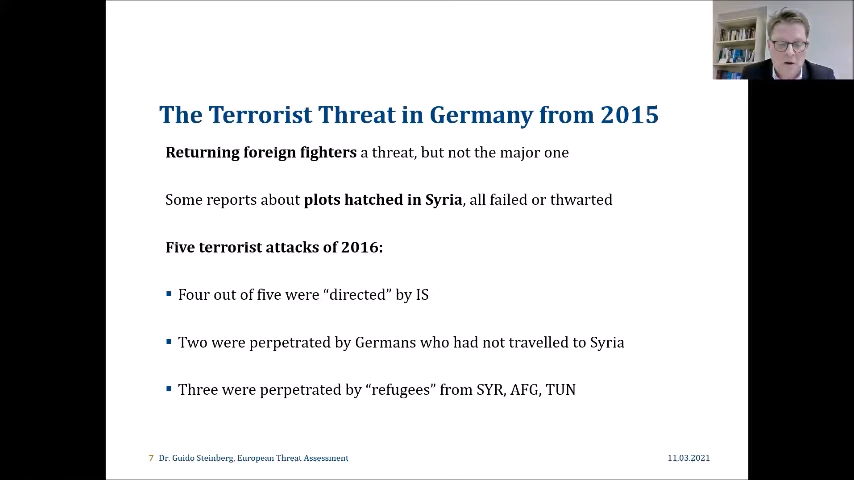 The Terrorist Threat in Germany from 2015
Returning foreign fighters a threat, but not the major one
Some reports about plots hatched in Syria, all failed or thwarted
Five terrorist attacks of 2016:
▪ Four out of five were “directed” by IS
▪ Two were perpetrated by Germans who had not travelled to Syria
▪ Three were perpetrated by “refugees” from SYR, AFG, TUN
7 Dr. Guido Steinberg, European Threat Assessment
11.03.2021